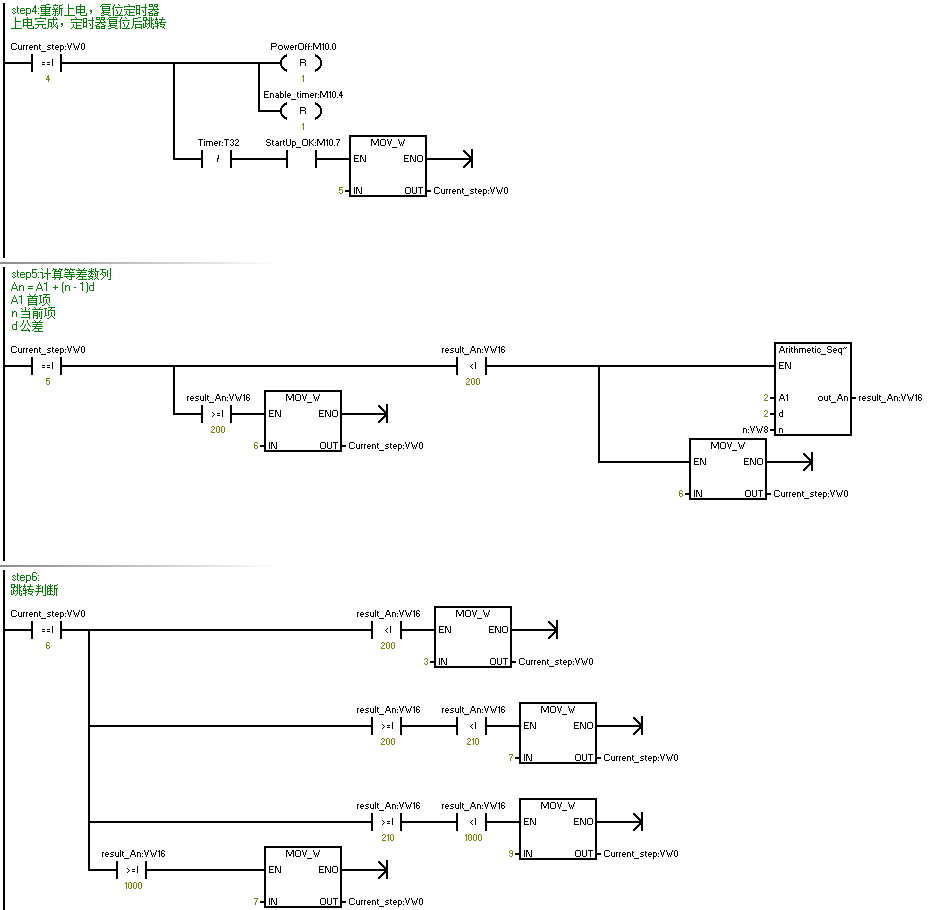 step4:重新上电，复位定时器
上电完成，定时器复位后跳转
Current_step:VW0
==I
4
PowerOff:M10.0
R
1
Enable_timer:M10.4
R
1
Timer:T32
/
StartUp_OK:M10.7
MOV_W
EN ENO
5 IN OUT Current_step:VW0
step5:计算等差数列
An = A1 + (n - 1)d
A1 首项
n 当前项
d 公差
Current_step:VW0
==I
5
result_An:VW16
<I
200
Arithmetic_Seq~
EN
2 A1 out_An result_An:VW16
2 d
n:VW8 n
result_An:VW16
>=I
200
MOV_W
EN ENO
6 IN OUT Current_step:VW0
MOV_W
EN ENO
6 IN OUT Current_step:VW0
step6:
跳转判断
Current_step:VW0
==I
6
result_An:VW16
<I
200
MOV_W
EN ENO
3 IN OUT Current_step:VW0
result_An:VW16
>=I
200
result_An:VW16
<I
210
MOV_W
EN ENO
7 IN OUT Current_step:VW0
result_An:VW16
>=I
210
result_An:VW16
<I
1000
MOV_W
EN ENO
9 IN OUT Current_step:VW0
result_An:VW16
>=I
1000
MOV_W
EN ENO
7 IN OUT Current_step:VW0